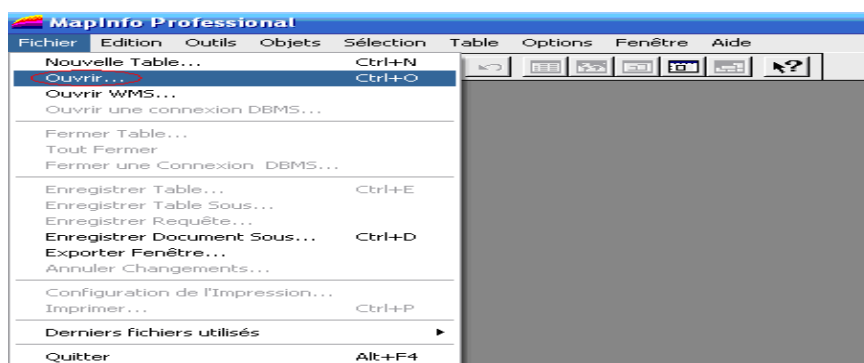 MapInfo Professional
Fichier Edition Outils Objets Sélection Table Options Fenêtre Aide
Nouvelle Table... Ctrl+N
Ouvrir... Ctrl+O
Ouvrir WMS...
Ouvrir une connexion DBMS...
Fermer Table...
Tout Fermer
Fermer une Connexion DBMS...
Enregistrer Table... Ctrl+E
Enregistrer Table Sous...
Enregistrer Requête...
Enregistrer Document Sous... Ctrl+D
Exporter Fenêtre...
Annuler Changements...
Configuration de l'Impression...
Imprimer... Ctrl+P
Derniers fichiers utilisés
Quitter Alt+F4